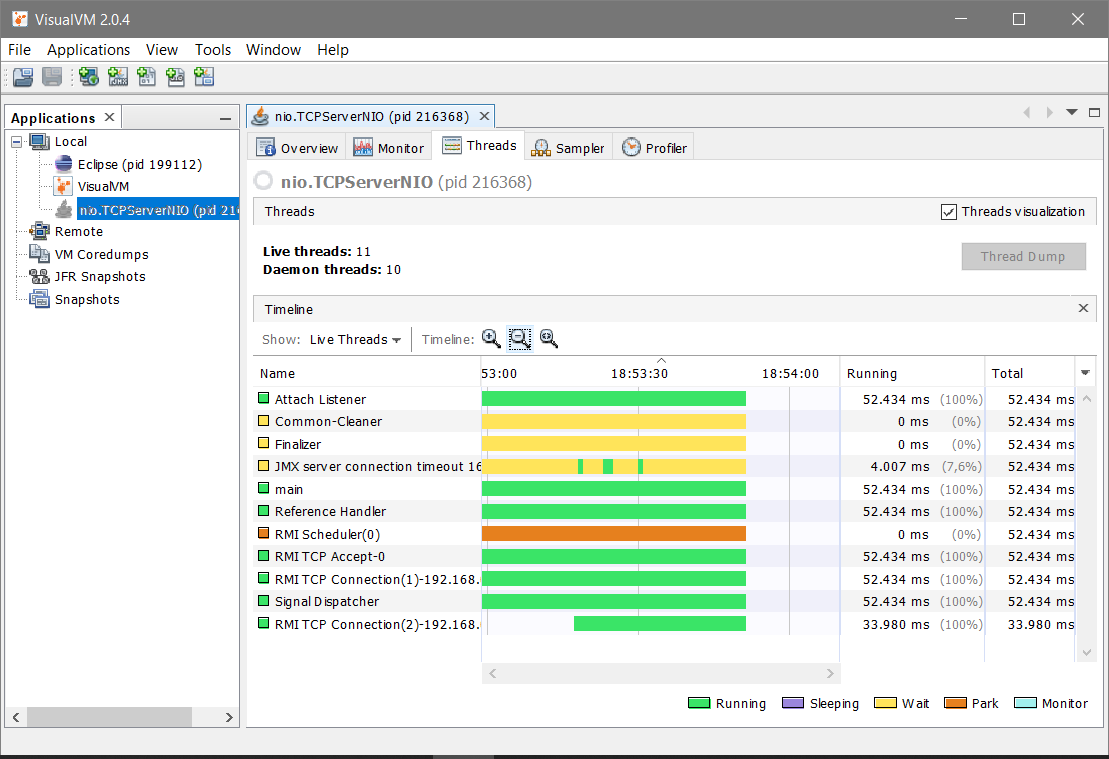 VisualVM 2.0.4
File Applications View Tools Window Help
Applications
Local
Eclipse (pid 199112)
VisualVM
nio.TCPServerNIO (pid 21
Remote
VM Coredumps
JFR Snapshots
Snapshots
nio.TCPServerNIO (pid 216368)
Overview Monitor Threads Sampler Profiler
nio.TCPServerNIO (pid 216368)
Threads Threads visualization
Live threads: 11
Daemon threads: 10
Thread Dump
Timeline
Show: Live Threads Timeline:
Name 53:00 18:53:30 18:54:00 Running Total
Attach Listener 52.434 ms (100%) 52.434 ms
Common-Cleaner 0 ms (0%) 52.434 ms
Finalizer 0 ms (0%) 52.434 ms
JMX server connection timeout 16 4.007 ms (7,6%) 52.434 ms
main 52.434 ms (100%) 52.434 ms
Reference Handler 52.434 ms (100%) 52.434 ms
RMI Scheduler(0) 0 ms (0%) 52.434 ms
RMI TCP Accept-0 52.434 ms (100%) 52.434 ms
RMI TCP Connection(1)-192.168. 52.434 ms (100%) 52.434 ms
Signal Dispatcher 52.434 ms (100%) 52.434 ms
RMI TCP Connection(2)-192.168. 33.980 ms (100%) 33.980 ms
Running Sleeping Wait Park Monitor